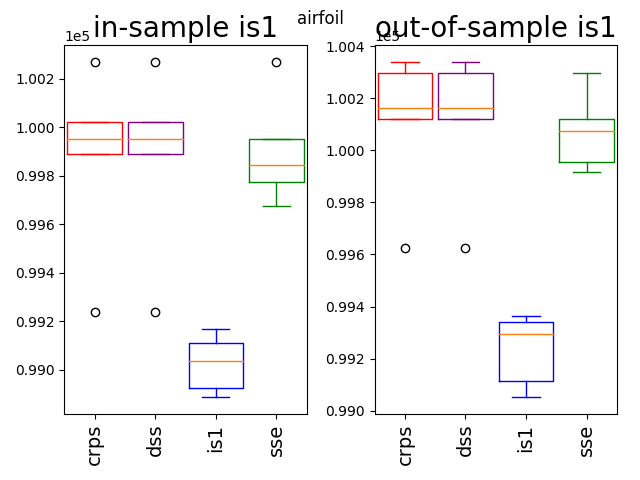 airfoil
in-sample is1
1e5
1.002
1.000
0.998
0.996
0.994
0.992
0.990
crps
dss
is1
sse
out-of-sample is1
1e5
1.004
1.002
1.000
0.998
0.996
0.994
0.992
0.990
crps
dss
is1
sse